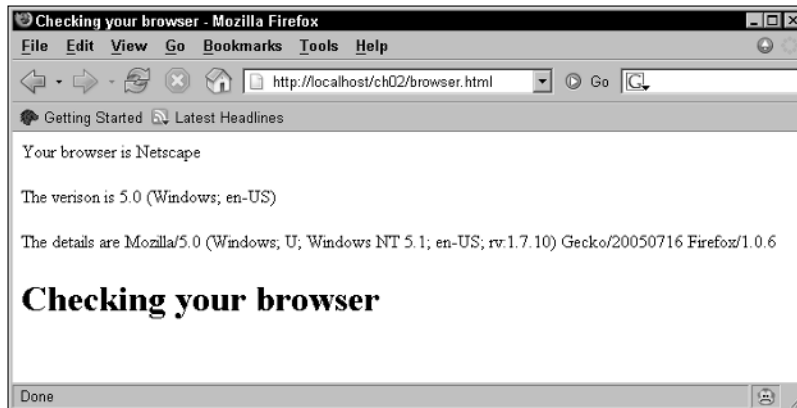 Checking your browser - Mozilla Firefox
File Edit View Go Bookmarks Tools Help
http://localhost/ch02/browser.html Go G
Getting Started Latest Headlines
Your browser is Netscape
The verison is 5.0 (Windows; en-US)
The details are Mozilla/5.0 (Windows; U; Windows NT 5.1; en-US; rv:1.7.10) Gecko/20050716 Firefox/1.0.6
Checking your browser
Done